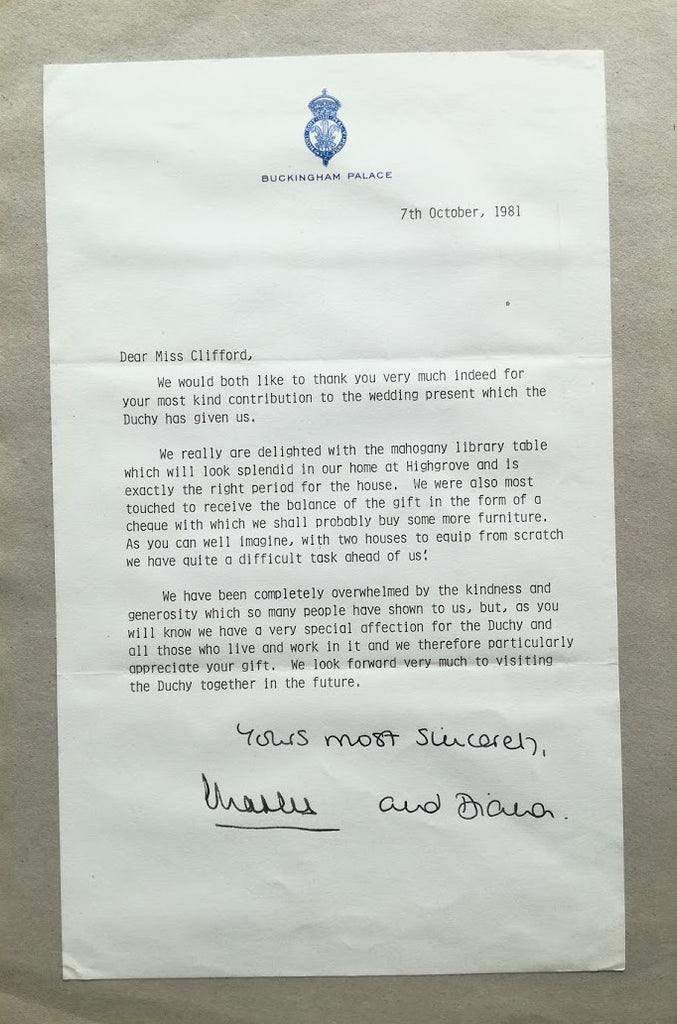 BUCKINGHAM PALACE
7th October, 1981
Dear Miss Clifford,
We would both like to thank you very much indeed for
your most kind contribution to the wedding present which the
Duchy has given us.
We really are delighted with the mahogany library table
which will look splendid in our home at Highgrove and is
exactly the right period for the house. We were also most
touched to receive the balance of the gift in the form of a
cheque with which we shall probably buy some more furniture.
As you can well imagine, with two houses to equip from scratch
we have quite a difficult task ahead of us!
We have been completely overwhelmed by the kindness and
generosity which so many people have shown to us, but, as you
will know we have a very special affection for the Duchy and
all those who live and work in it and we therefore particularly
appreciate your gift. We look forward very much to visiting
the Duchy together in the future.
Yours most sincerely,
Charles and Diana.